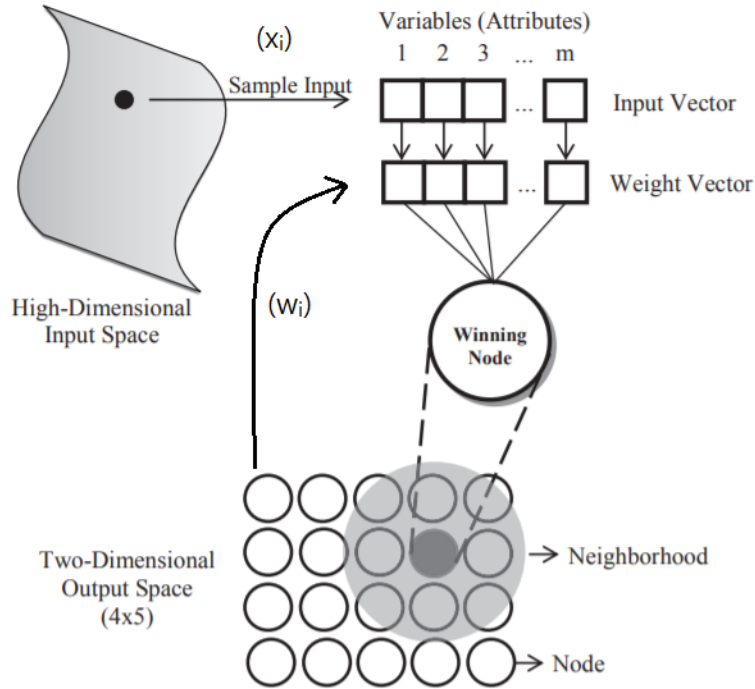 (xᵢ)
Variables (Attributes)
1 2 3 ... m
Sample Input
... Input Vector
... Weight Vector
High-Dimensional
Input Space
(wᵢ)
Winning
Node
Two-Dimensional
Output Space
(4x5)
Neighborhood
Node